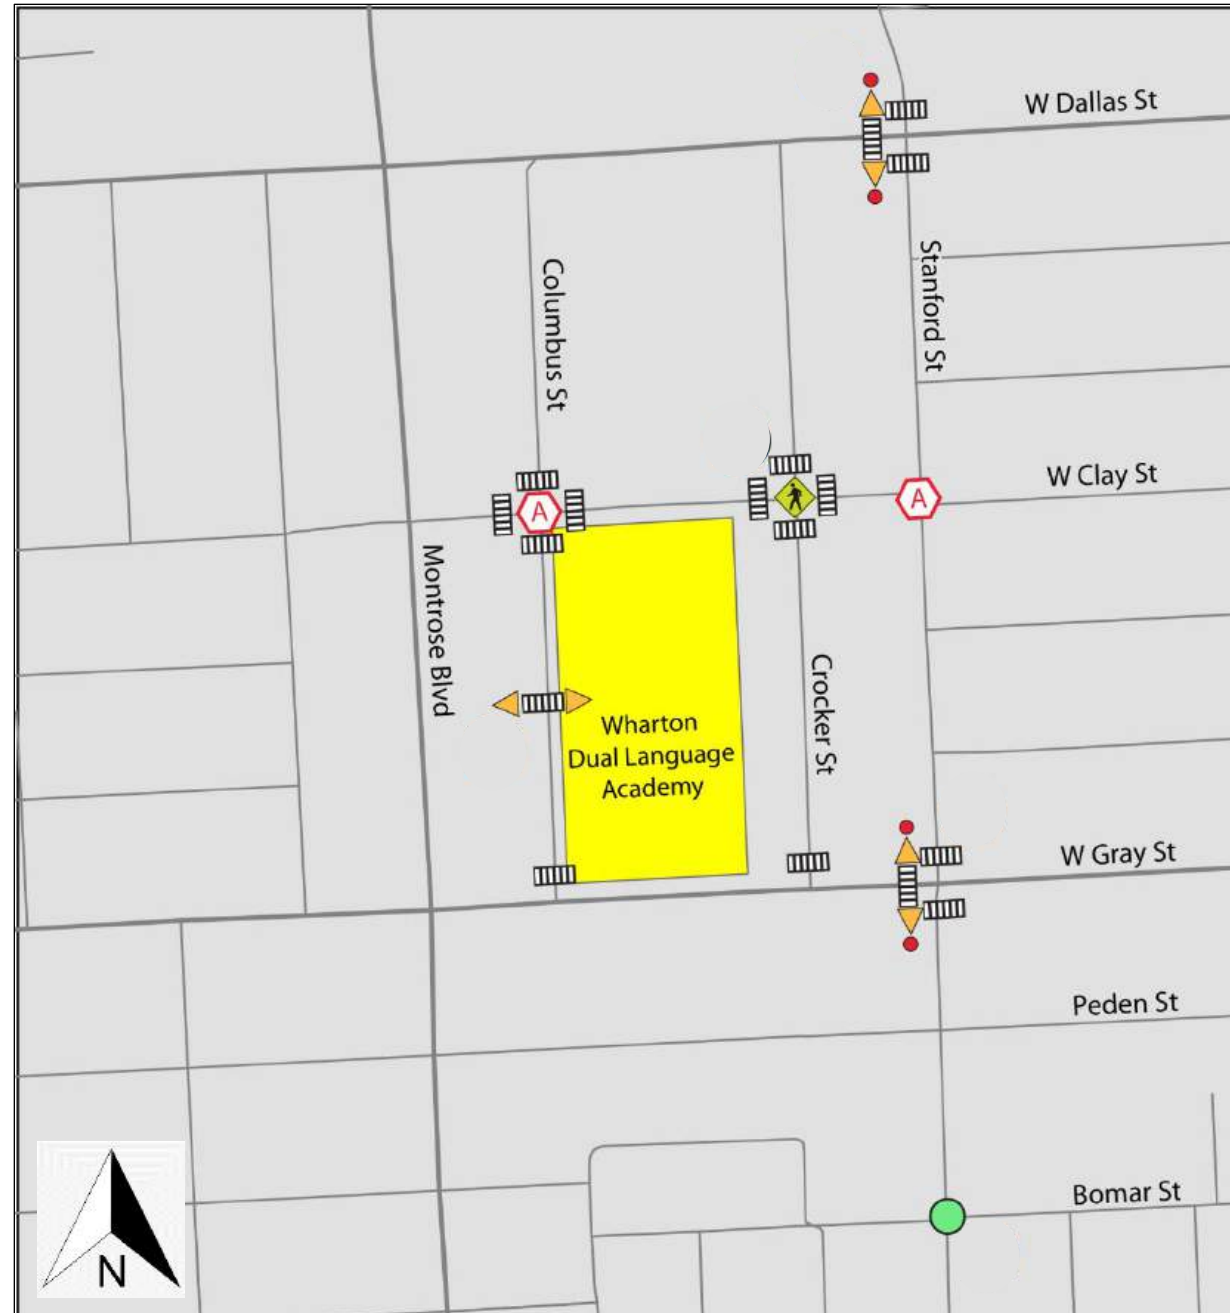 W Dallas St
Stanford St
Columbus St
W Clay St
A
A
Montrose Blvd
Crocker St
Wharton
Dual Language
Academy
W Gray St
Peden St
Bomar St
N